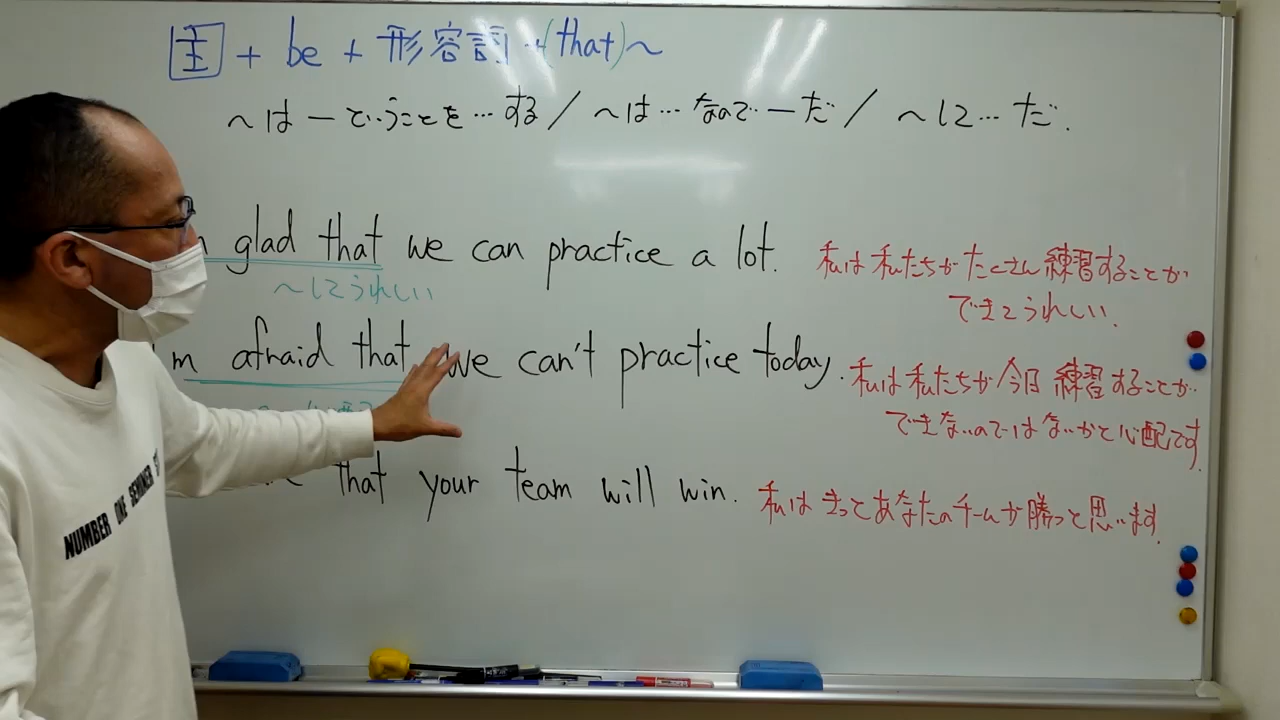 主 + be + 形容詞 + (that) ~
~は―ということを…する / ~は…なので―だ / ~して…だ.
glad that we can practice a lot.
私は私たちがたくさん練習することが
できてうれしい.
~してうれしい
m afraid that we can't practice today.
私は私たちが今日練習することが
できないのではないかと心配です.
that your team will win.
私はきっとあなたのチームが勝つと思います.
NUMBER ONE SEMINAR